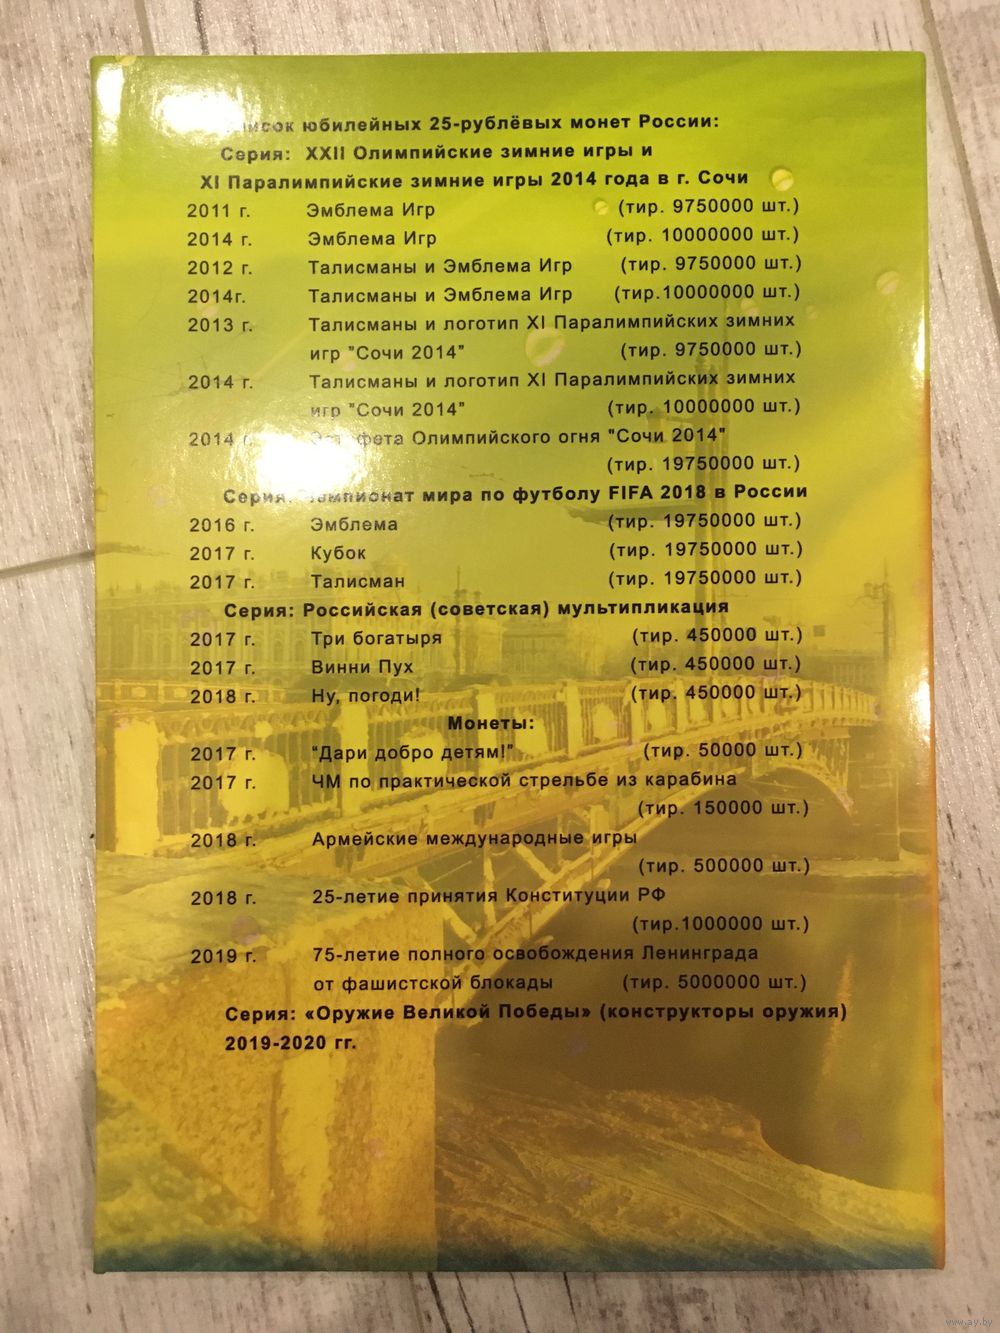 юбилейных 25-рублёвых монет России:
Серия: XXII Олимпийские зимние игры и
XI Паралимпийские зимние игры 2014 года в г. Сочи
2011 г. Эмблема Игр (тир. 9750000 шт.)
2014 г. Эмблема Игр (тир. 10000000 шт.)
2012 г. Талисманы и Эмблема Игр (тир. 9750000 шт.)
2014г. Талисманы и Эмблема Игр (тир.10000000 шт.)
2013 г. Талисманы и логотип XI Паралимпийских зимних
игр "Сочи 2014" (тир. 9750000 шт.)
2014 г. Талисманы и логотип XI Паралимпийских зимних
игр "Сочи 2014" (тир. 10000000 шт.)
2014 г. Олимпийского огня "Сочи 2014"
(тир. 19750000 шт.)
Серия: Чемпионат мира по футболу FIFA 2018 в России
2016 г. Эмблема (тир. 19750000 шт.)
2017 г. Кубок (тир. 19750000 шт.)
2017 г. Талисман (тир. 19750000 шт.)
Серия: Российская (советская) мультипликация
2017 г. Три богатыря (тир. 450000 шт.)
2017 г. Винни Пух (тир. 450000 шт.)
2018 г. Ну, погоди! (тир. 450000 шт.)
Монеты:
2017 г. “Дари добро детям!” (тир. 50000 шт.)
2017 г. ЧМ по практической стрельбе из карабина
(тир. 150000 шт.)
2018 г. Армейские международные игры
(тир. 500000 шт.)
2018 г. 25-летие принятия Конституции РФ
(тир.1000000 шт.)
2019 г. 75-летие полного освобождения Ленинграда
от фашистской блокады (тир. 5000000 шт.)
Серия: «Оружие Великой Победы» (конструкторы оружия)
2019-2020 гг.
www.ay.by